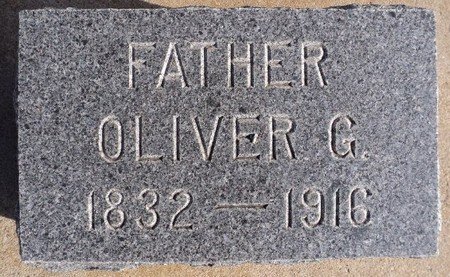 FATHER
OLIVER G.
1832 — 1916